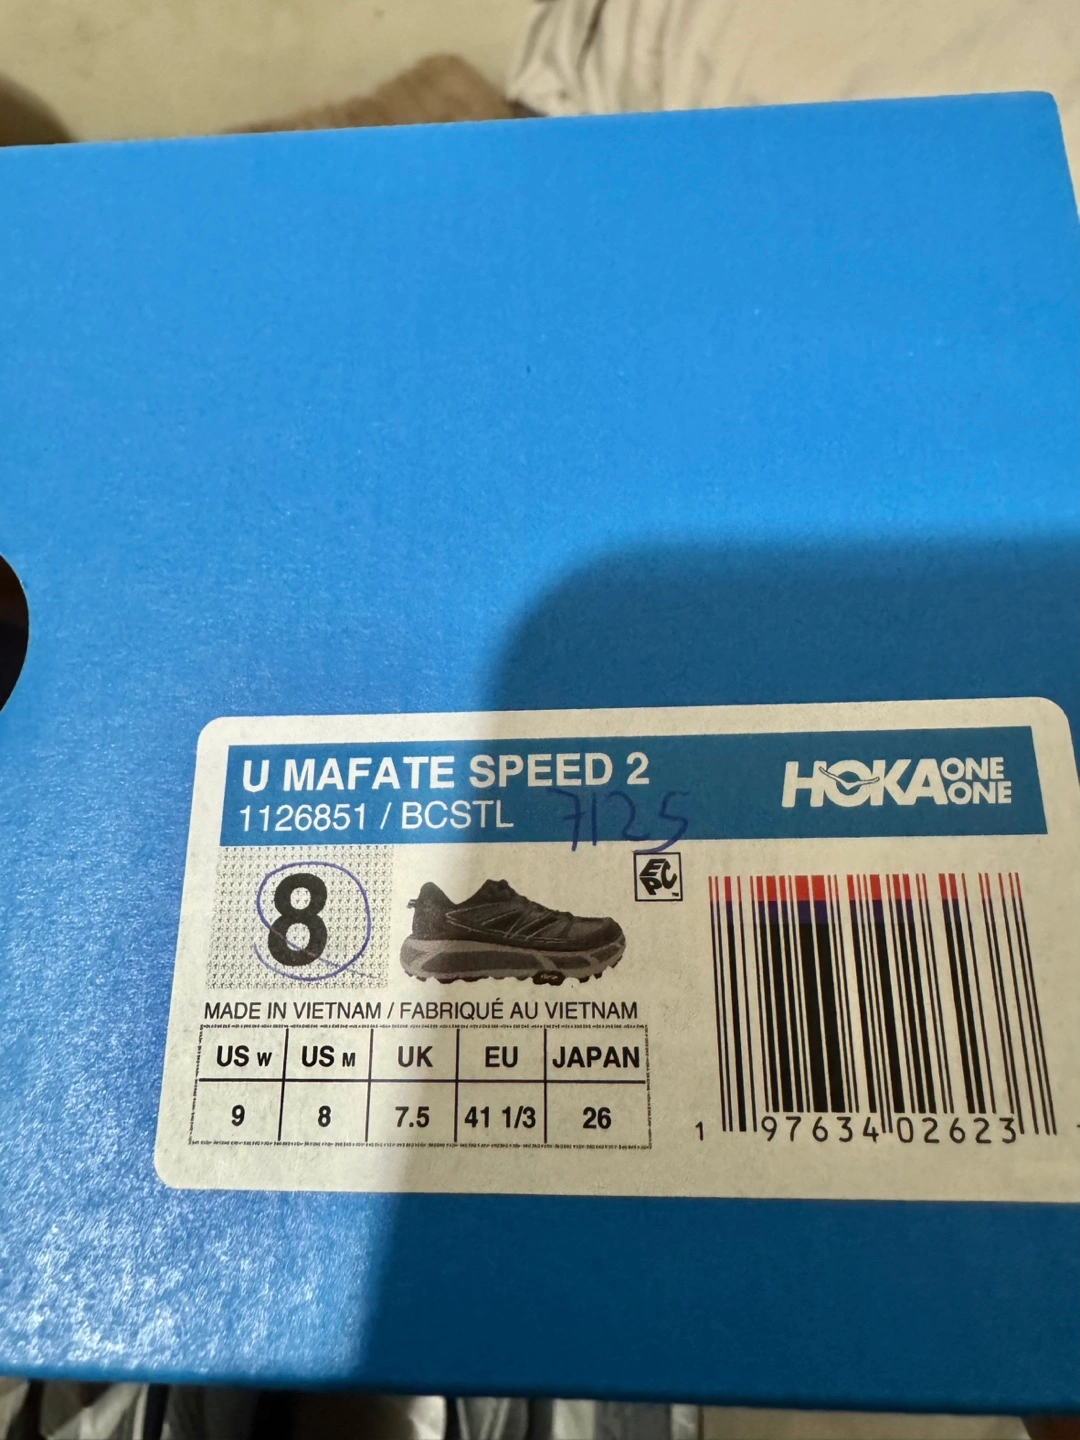 U MAFATE SPEED 2
1126851 / BCSTL
7125
HOKA ONE ONE
8
EPC
MADE IN VIETNAM / FABRIQUÉ AU VIETNAM
US W US M UK EU JAPAN
9 8 7.5 41 1/3 26
1 97634 02623